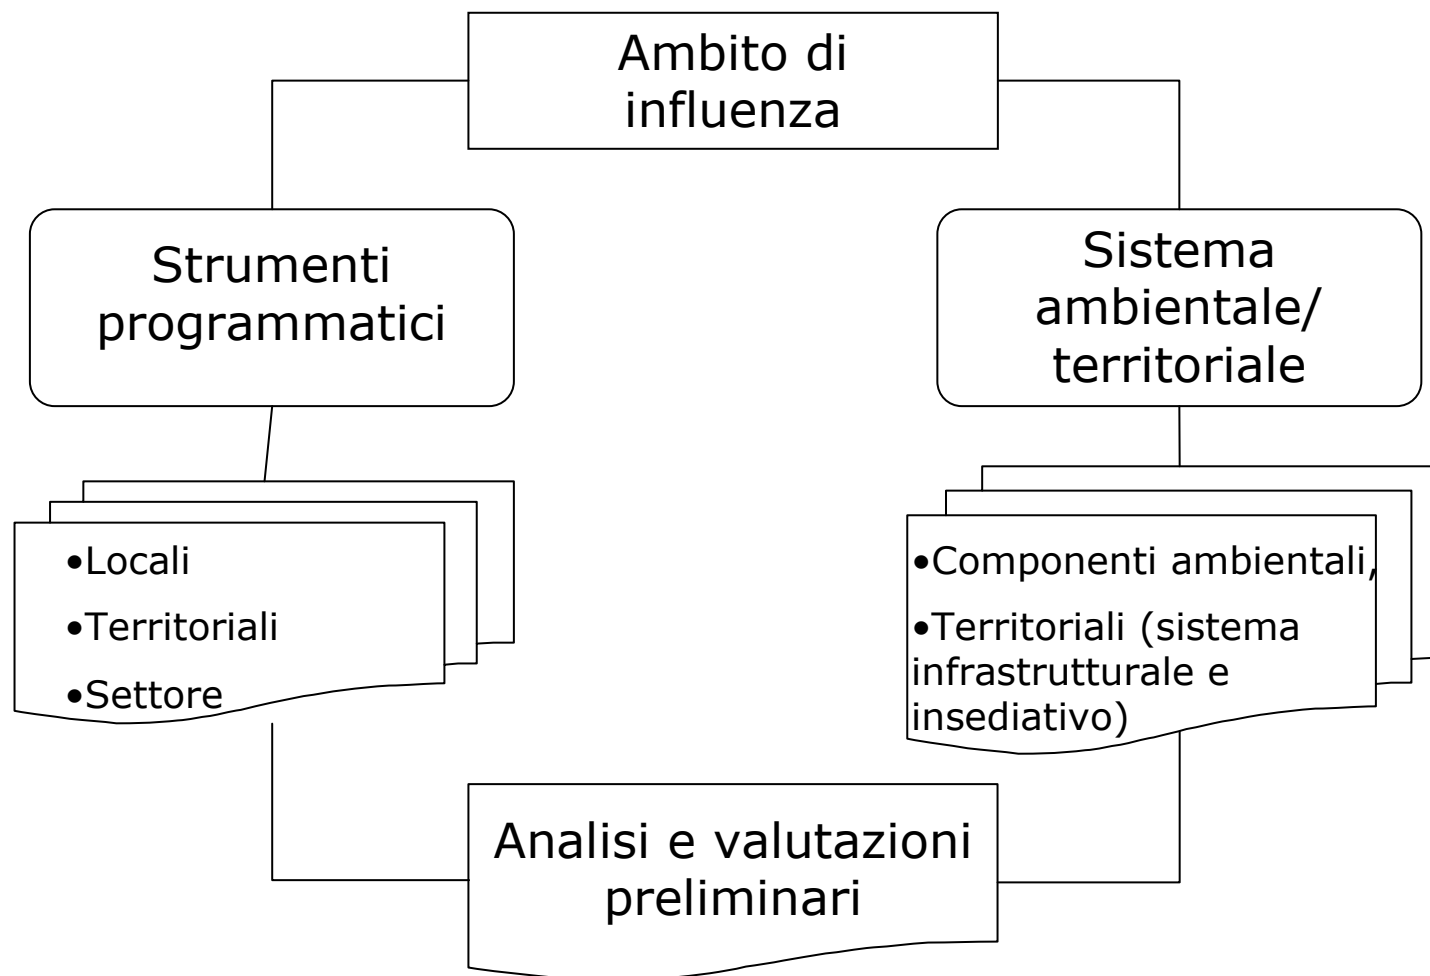 Ambito di
influenza
Strumenti
programmatici
Sistema
ambientale/
territoriale
•Locali
•Territoriali
•Settore
•Componenti ambientali,
•Territoriali (sistema
infrastrutturale e
insediativo)
Analisi e valutazioni
preliminari